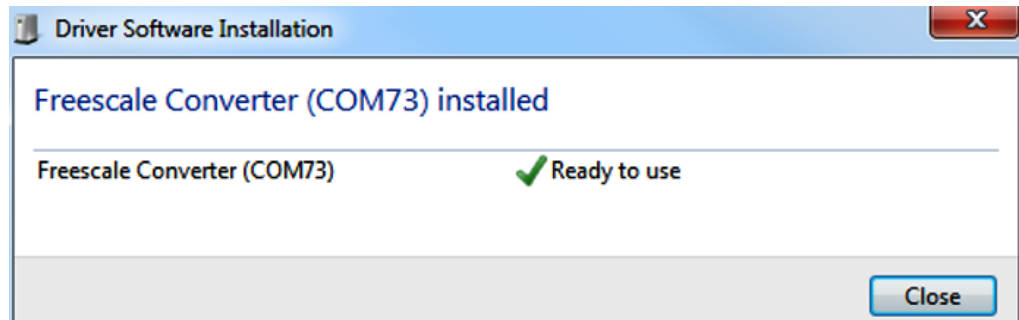 Driver Software Installation
Freescale Converter (COM73) installed
Freescale Converter (COM73) Ready to use
Close